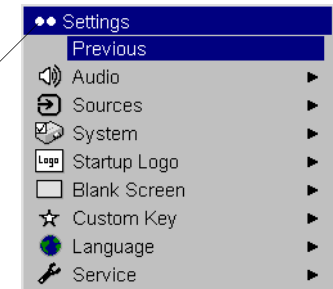 Settings
Previous
Audio
Sources
System
Logo Startup Logo
Blank Screen
Custom Key
Language
Service